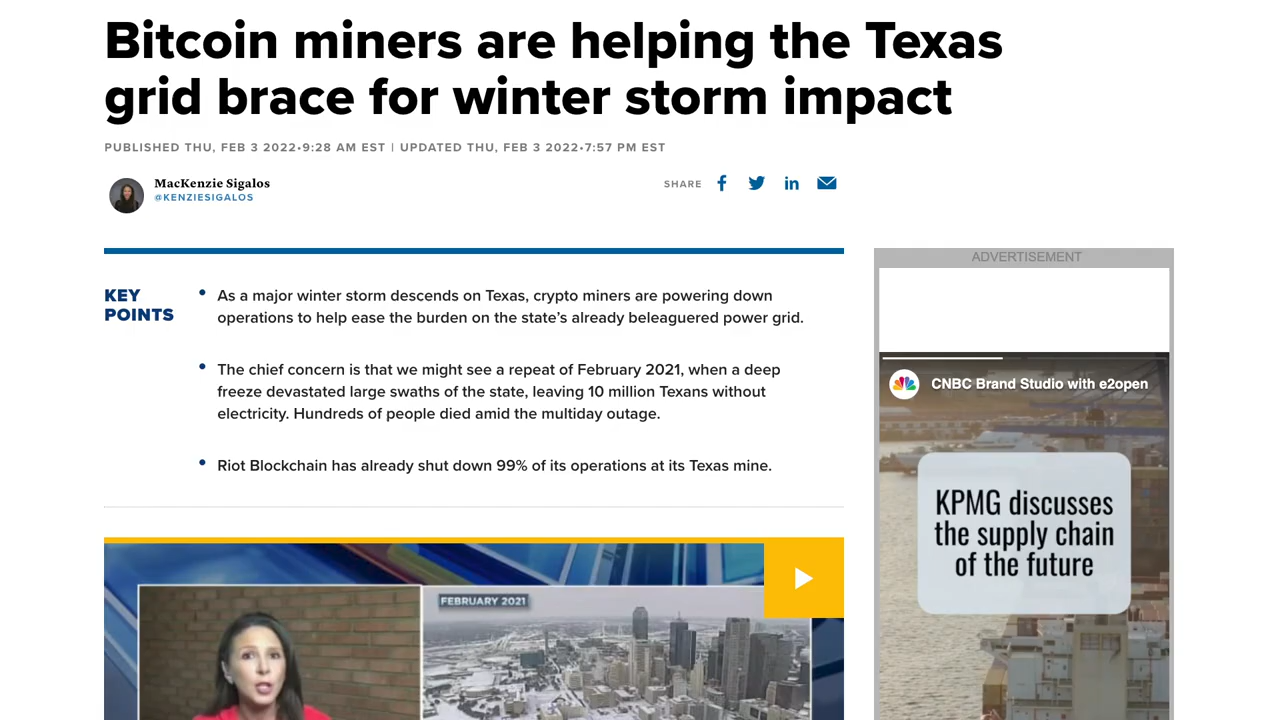 Bitcoin miners are helping the Texas
grid brace for winter storm impact
PUBLISHED THU, FEB 3 2022•9:28 AM EST | UPDATED THU, FEB 3 2022•7:57 PM EST
MacKenzie Sigalos
@KENZIESIGALOS
SHARE
KEY
POINTS
• As a major winter storm descends on Texas, crypto miners are powering down
operations to help ease the burden on the state’s already beleaguered power grid.
• The chief concern is that we might see a repeat of February 2021, when a deep
freeze devastated large swaths of the state, leaving 10 million Texans without
electricity. Hundreds of people died amid the multiday outage.
• Riot Blockchain has already shut down 99% of its operations at its Texas mine.
FEBRUARY 2021
ADVERTISEMENT
CNBC Brand Studio with e2open
KPMG discusses
the supply chain
of the future